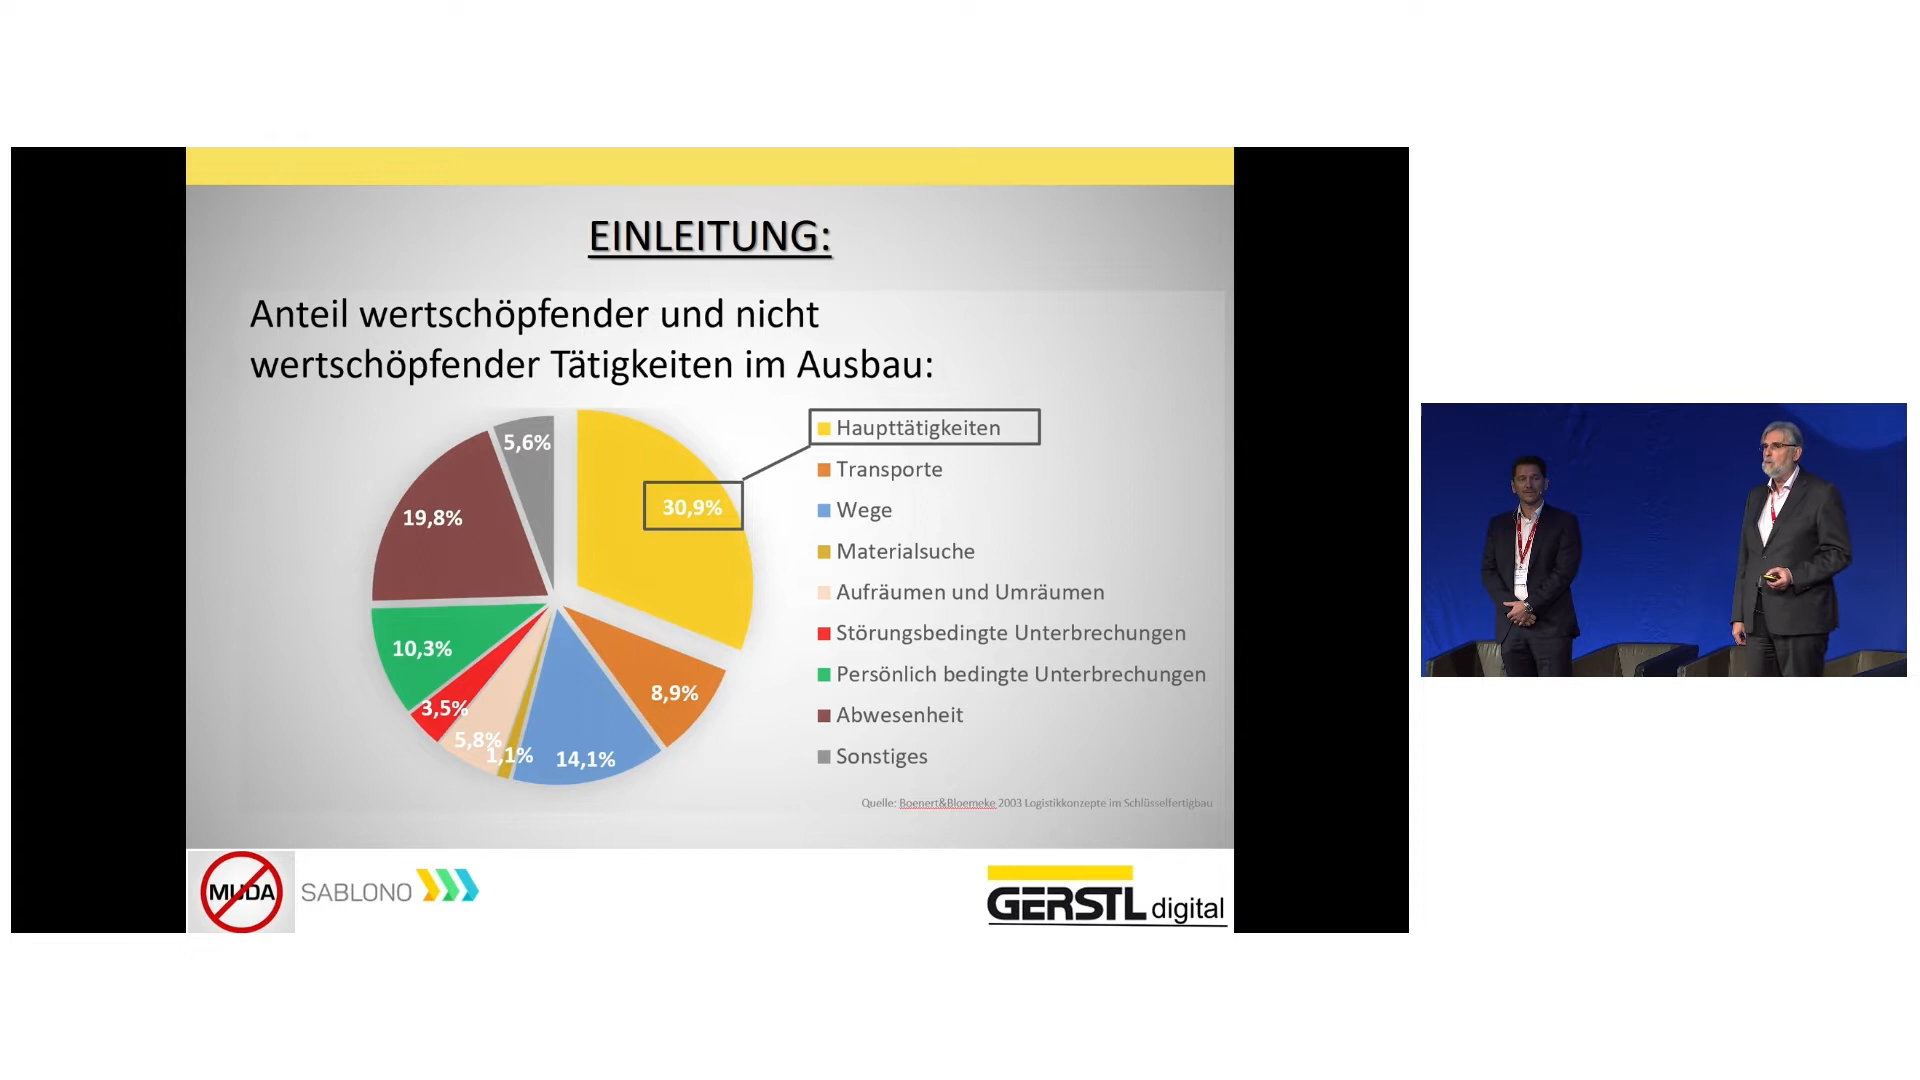 EINLEITUNG:
Anteil wertschöpfender und nicht
wertschöpfender Tätigkeiten im Ausbau:
5,6%
30,9%
19,8%
10,3%
3,5%
5,8%
1,1%
14,1%
8,9%
Haupttätigkeiten
Transporte
Wege
Materialsuche
Aufräumen und Umräumen
Störungsbedingte Unterbrechungen
Persönlich bedingte Unterbrechungen
Abwesenheit
Sonstiges
Quelle: Boenert&Bloemeke 2003 Logistikkonzepte im Schlüsselfertigbau
MUDA
SABLONO
GERSTL digital